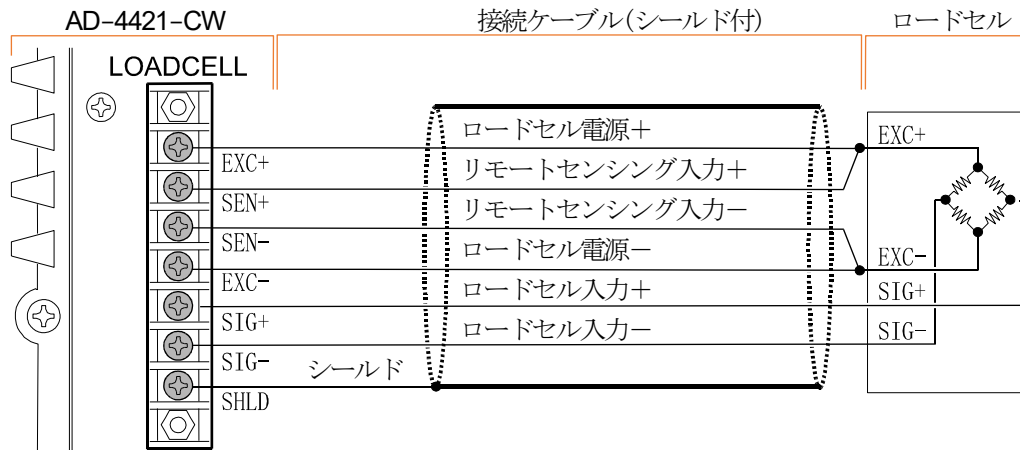 AD-4421-CW
接続ケーブル(シールド付)
ロードセル
LOADCELL
ロードセル電源＋
EXC+
EXC+
リモートセンシング入力＋
SEN+
リモートセンシング入力－
SEN-
ロードセル電源－
EXC-
EXC-
ロードセル入力＋
SIG+
SIG+
ロードセル入力－
SIG-
SIG-
シールド
SHLD